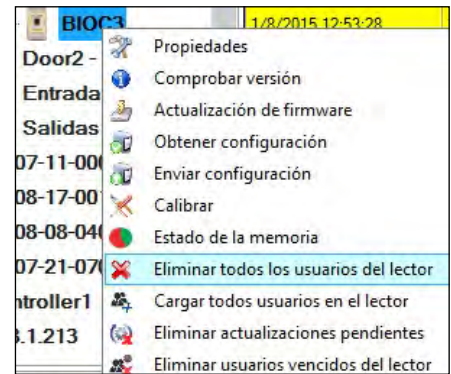 BIOC3
1/8/2015 12:53:28
Door2 -
Entrada
Salidas
07-11-00
08-17-00
08-08-04
07-21-07
ntroller1
3.1.213
Propiedades
Comprobar versión
Actualización de firmware
Obtener configuración
Enviar configuración
Calibrar
Estado de la memoria
Eliminar todos los usuarios del lector
Cargar todos usuarios en el lector
Eliminar actualizaciones pendientes
Eliminar usuarios vencidos del lector